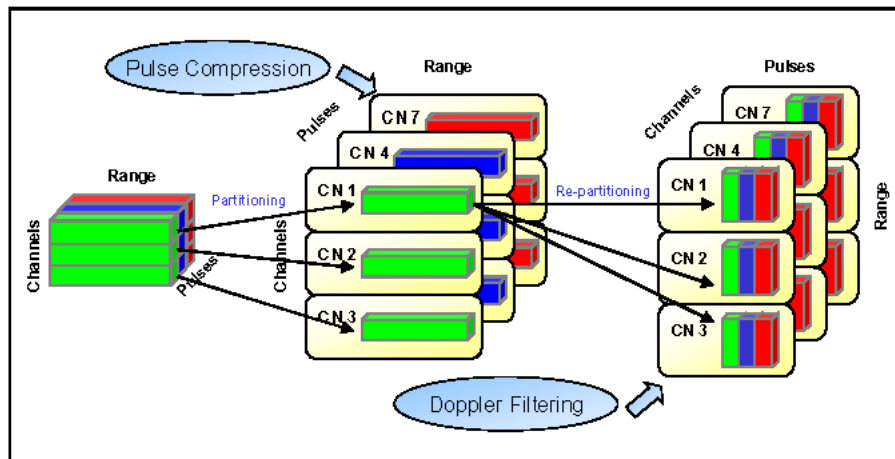 Pulse Compression
Range
Pulses
Pulses
Channels
CN 7
CN 7
CN 4
CN 4
CN 1
CN 1
Range
Partitioning
Re-partitioning
Channels
Pulses
Channels
Range
CN 2
CN 2
CN 3
CN 3
Doppler Filtering